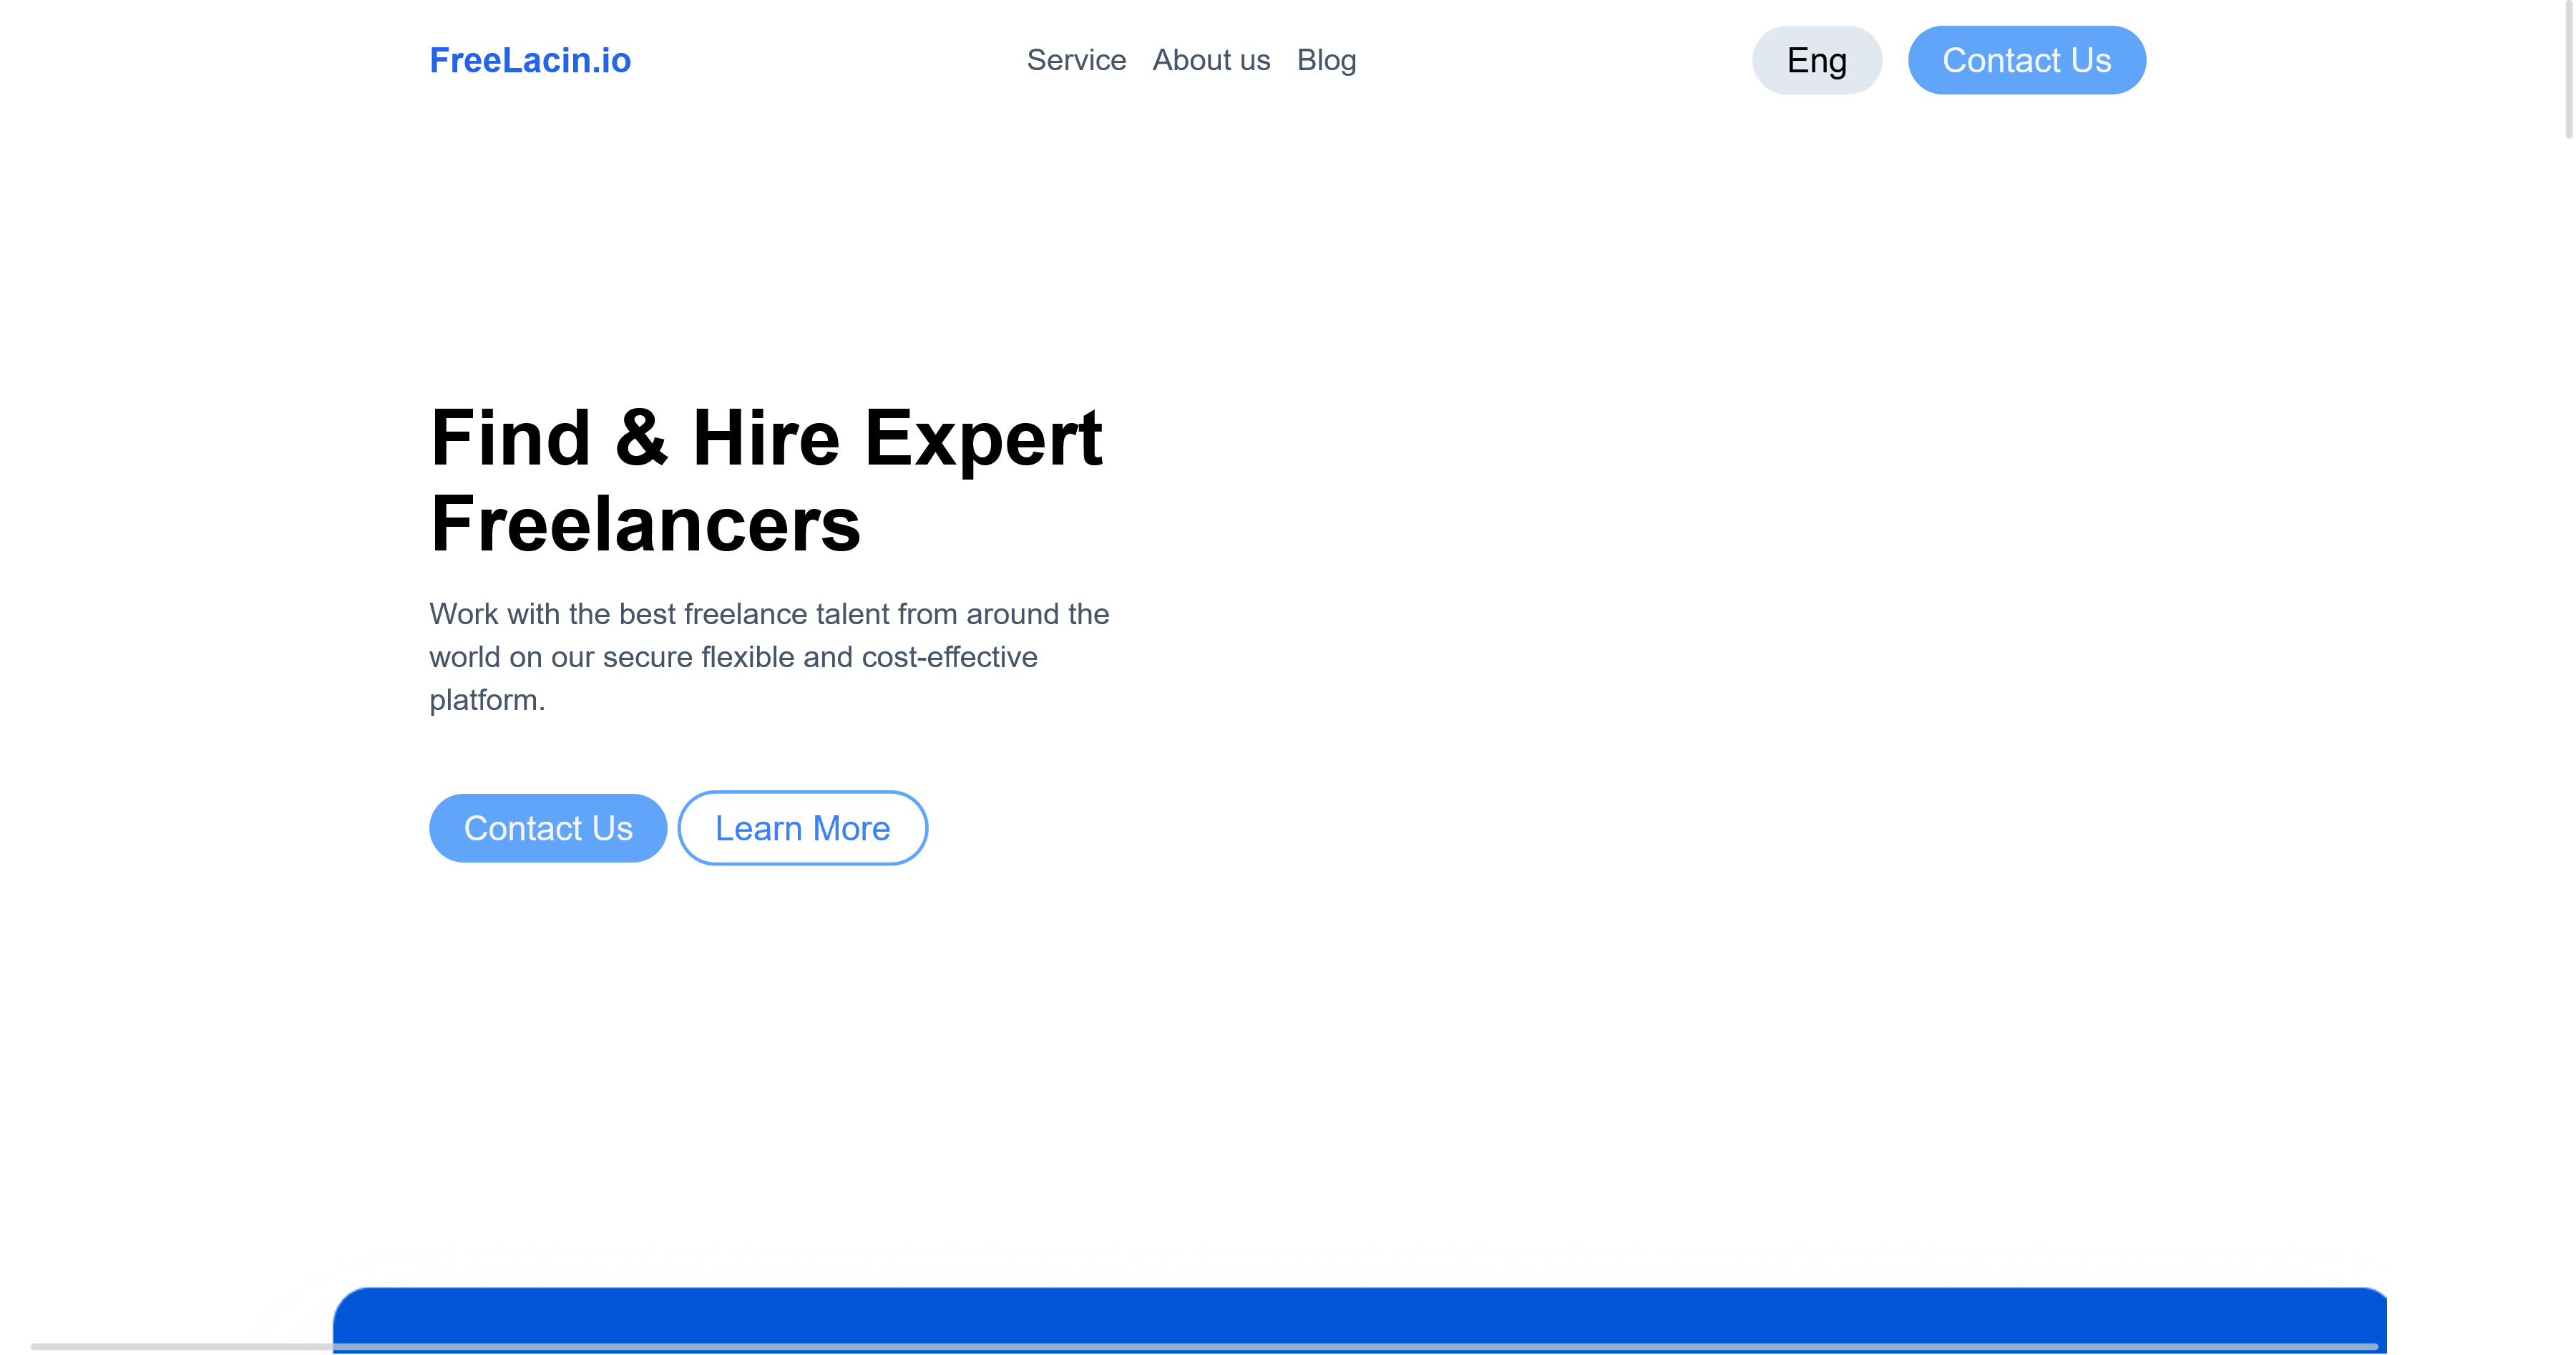 FreeLacin.io
Service About us Blog
Eng
Contact Us
Find & Hire Expert
Freelancers
Work with the best freelance talent from around the
world on our secure flexible and cost-effective
platform.
Contact Us
Learn More